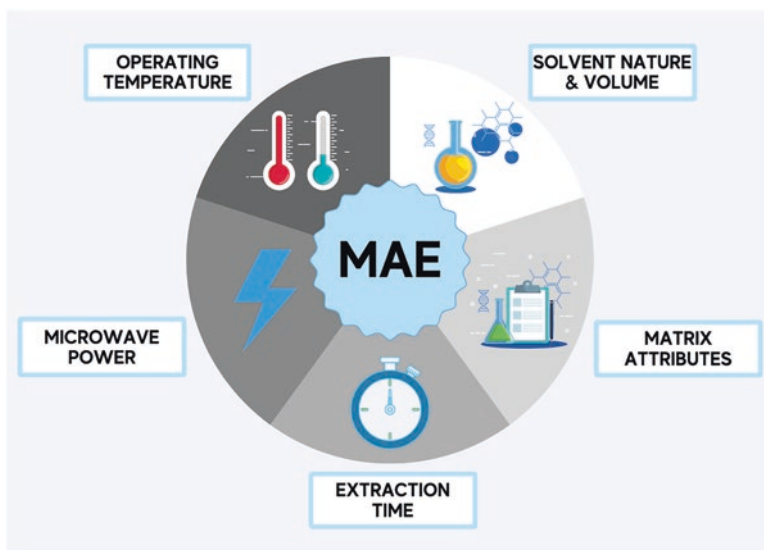 OPERATING
TEMPERATURE
SOLVENT NATURE
& VOLUME
MAE
MICROWAVE
POWER
MATRIX
ATTRIBUTES
EXTRACTION
TIME